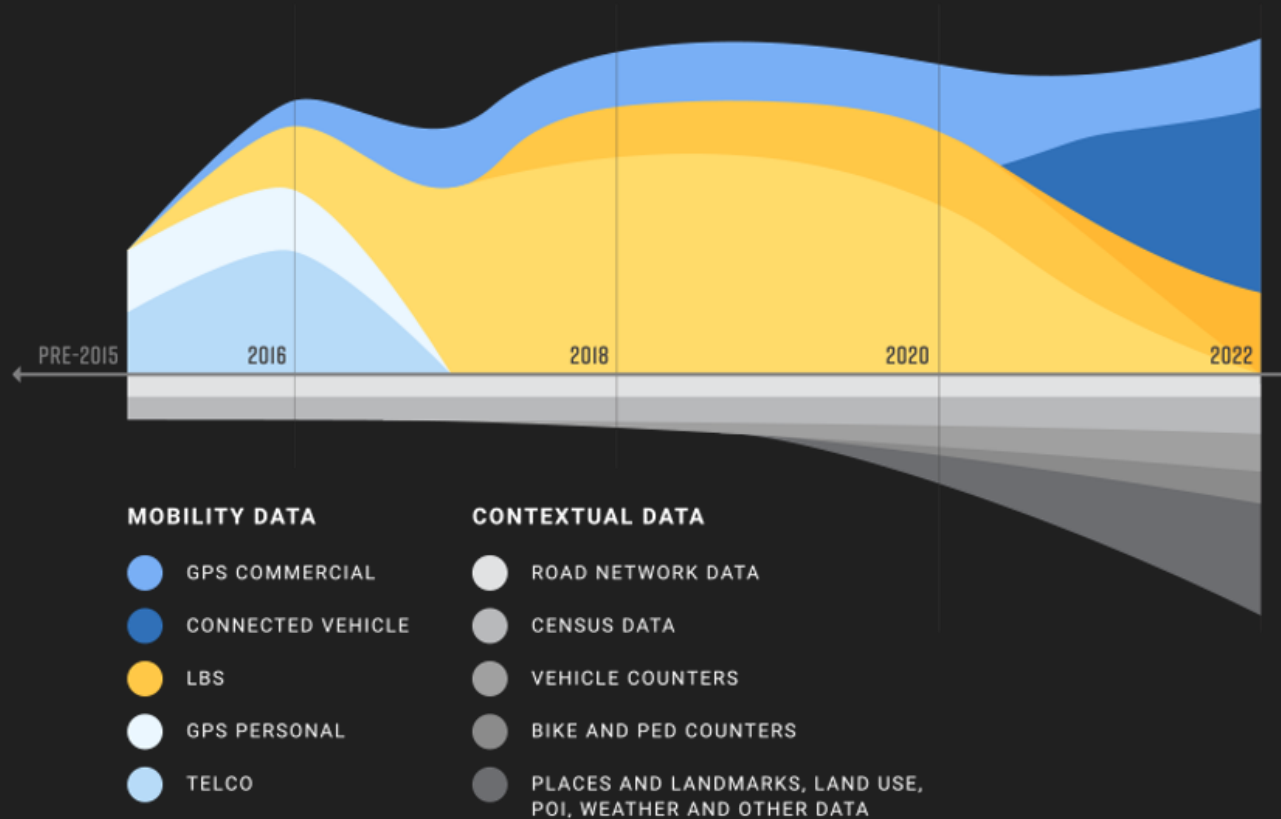 PRE-2015
2016
2018
2020
2022
MOBILITY DATA
GPS COMMERCIAL
CONNECTED VEHICLE
LBS
GPS PERSONAL
TELCO
CONTEXTUAL DATA
ROAD NETWORK DATA
CENSUS DATA
VEHICLE COUNTERS
BIKE AND PED COUNTERS
PLACES AND LANDMARKS, LAND USE,
POI, WEATHER AND OTHER DATA